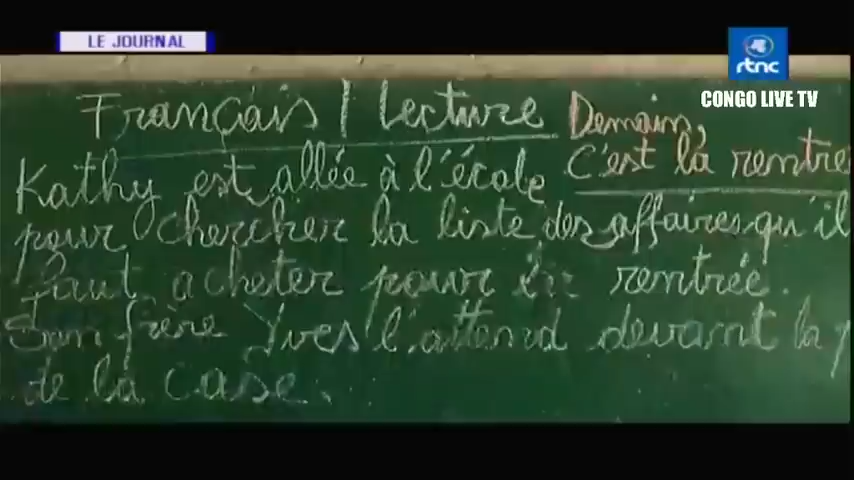 LE JOURNAL
rtnc
CONGO LIVE TV
Français / Lecture
Demain,
C'est la rentré
Kathy est allée à l'école
pour chercher la liste des affaires qu'il
faut acheter pour la rentrée.
Son frère Yves l'attend devant la
de la case.